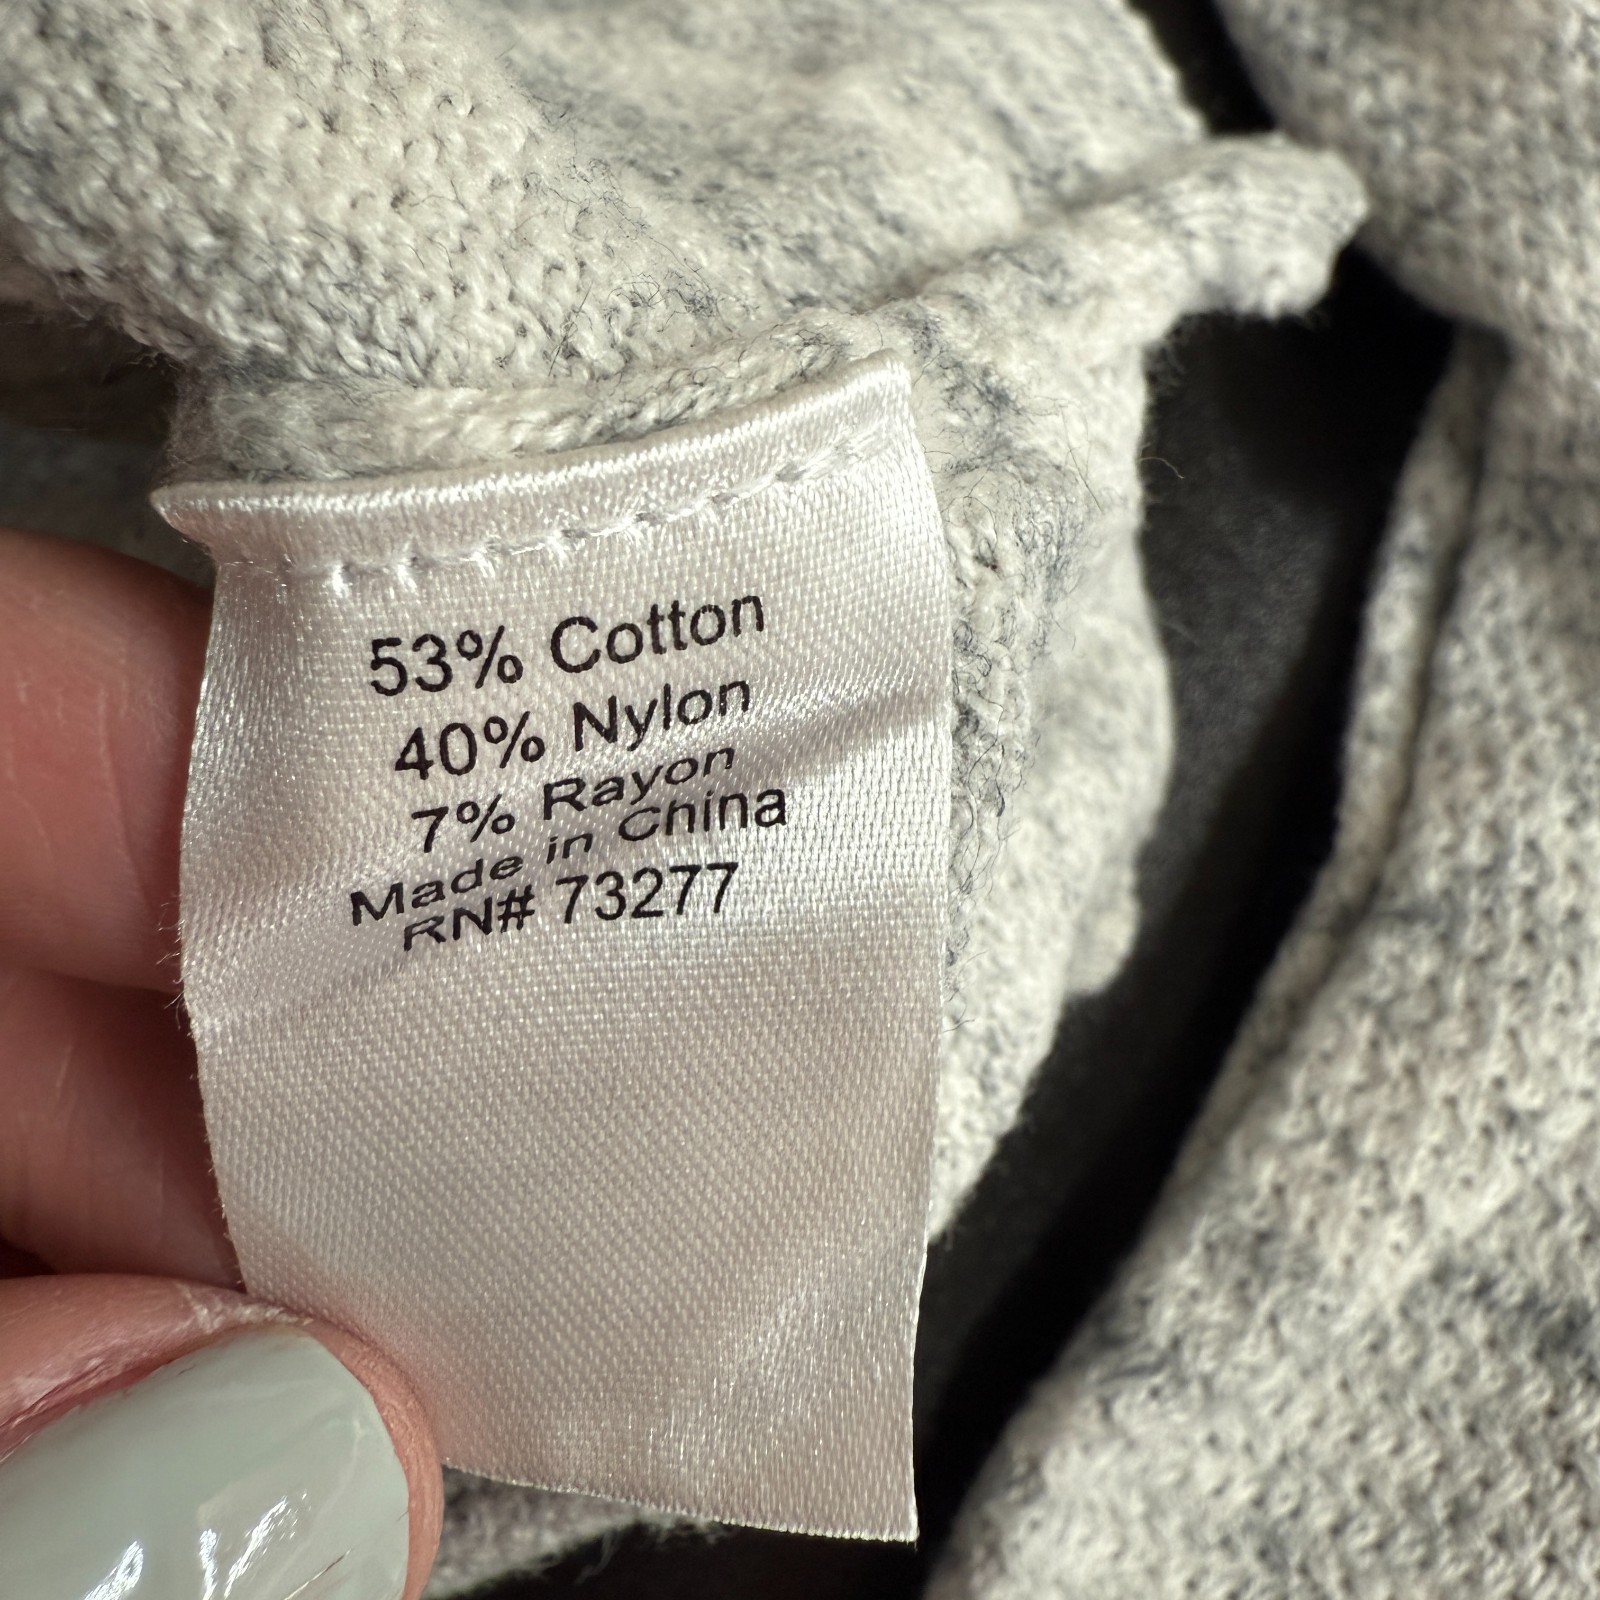 53% Cotton
40% Nylon
7% Rayon
Made in China
RN# 73277